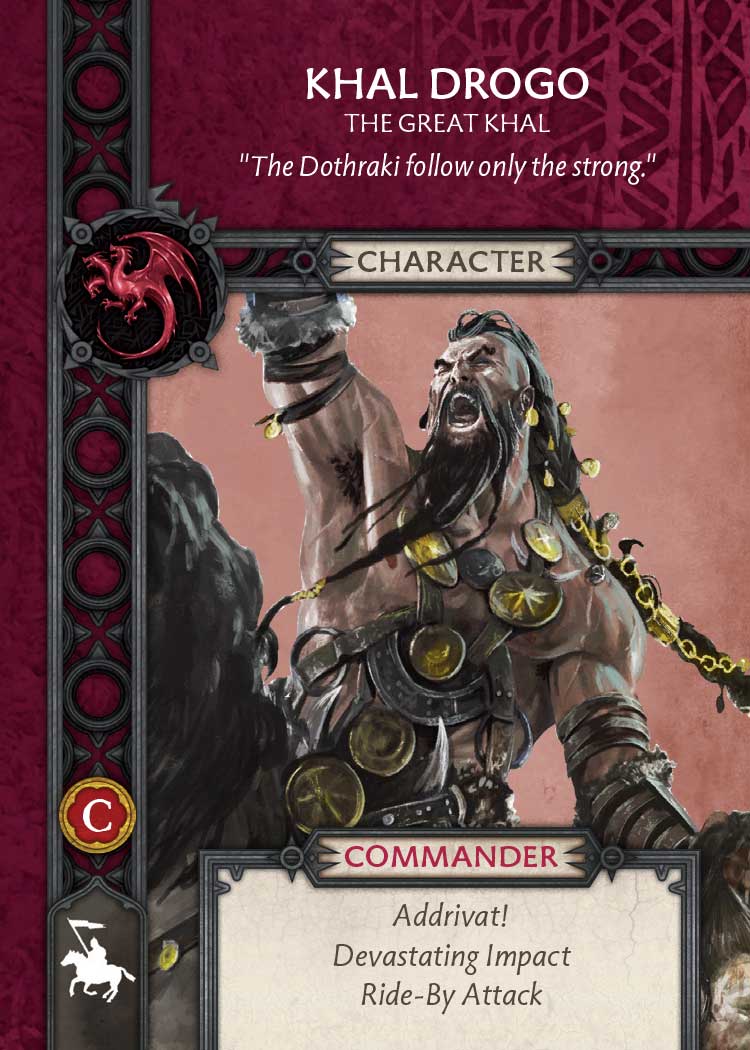 KHAL DROGO
THE GREAT KHAL
"The Dothraki follow only the strong."
CHARACTER
C
COMMANDER
Addrivat!
Devastating Impact
Ride-By Attack